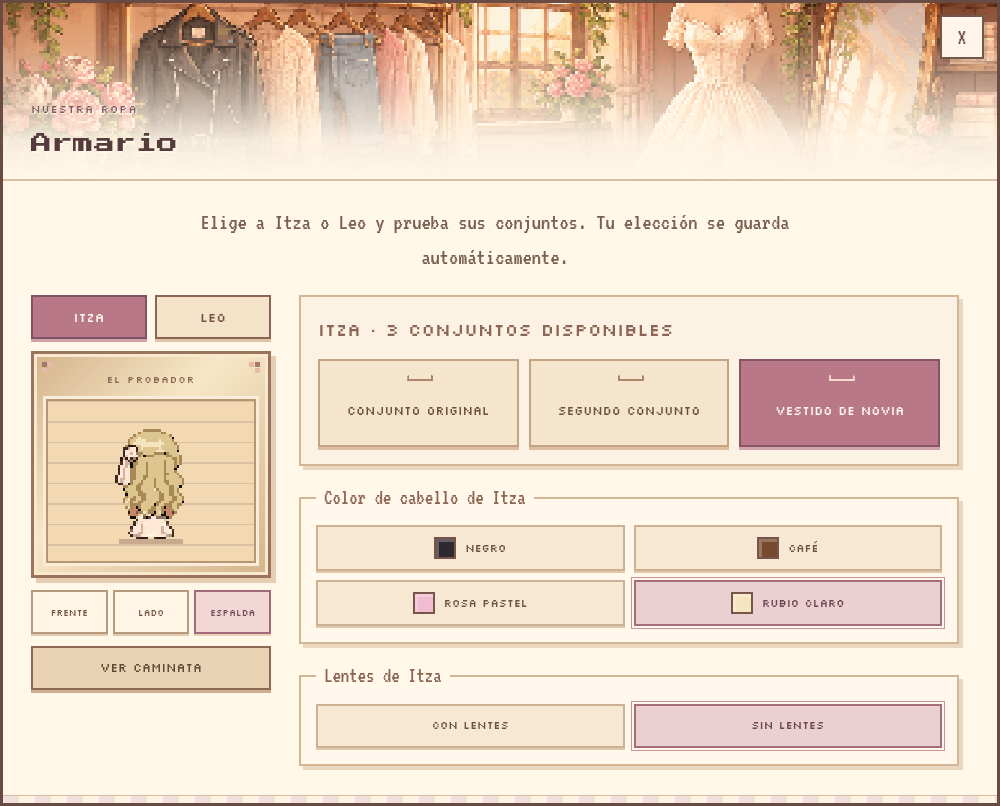 NUESTRA ROPA
Armario
X
Elige a Itza o Leo y prueba sus conjuntos. Tu elección se guarda
automáticamente.
ITZA
LEO
EL PROBADOR
FRENTE
LADO
ESPALDA
VER CAMINATA
ITZA · 3 CONJUNTOS DISPONIBLES
CONJUNTO ORIGINAL
SEGUNDO CONJUNTO
VESTIDO DE NOVIA
Color de cabello de Itza
NEGRO
CAFÉ
ROSA PASTEL
RUBIO CLARO
Lentes de Itza
CON LENTES
SIN LENTES